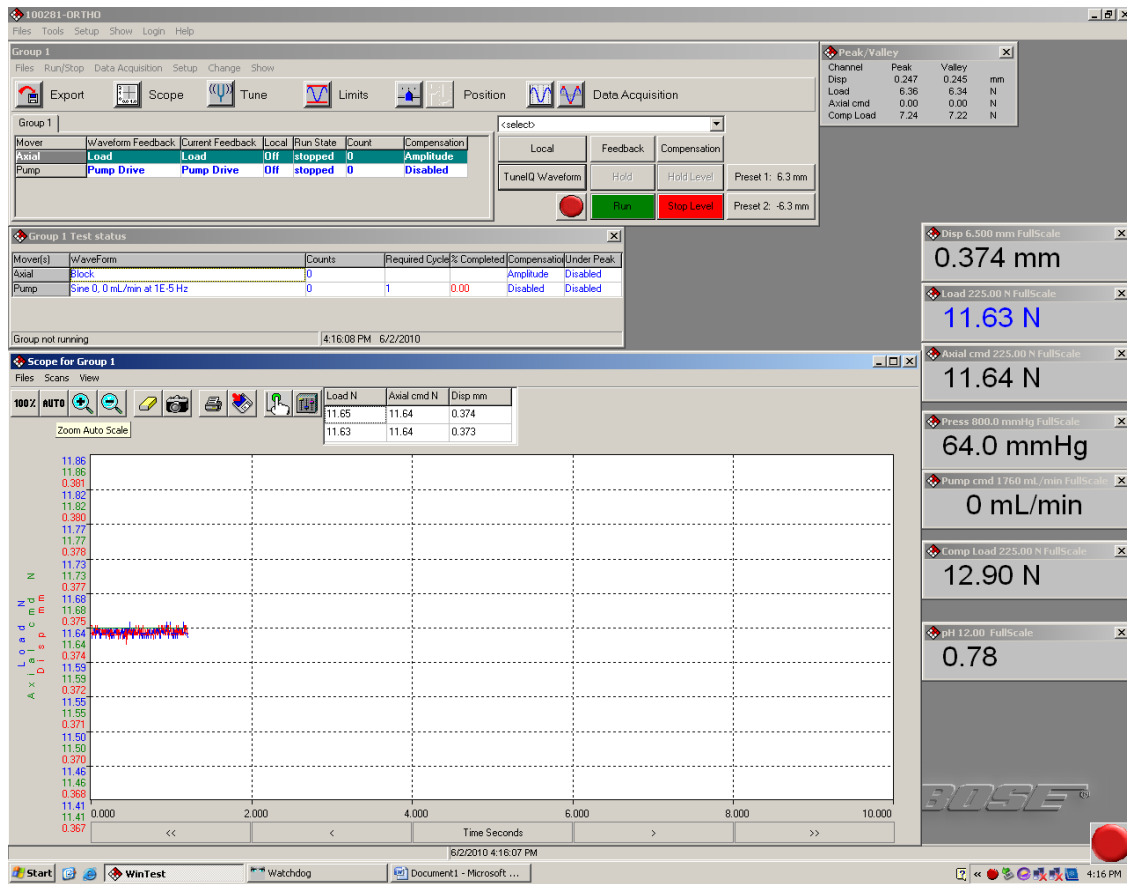 100281-ORTHO
Files Tools Setup Show Login Help
Group 1
Files Run/Stop Data Acquisition Setup Change Show
Export Scope Tune Limits Position Data Acquisition
Group 1
<select>
Mover Waveform Feedback Current Feedback Local Run State Count Compensation
Axial Load Load Off stopped 0 Amplitude
Pump Pump Drive Pump Drive Off stopped 0 Disabled
Local Feedback Compensation
TuneIQ Waveform Hold Hold Level Preset 1: 6.3 mm
Run Stop Level Preset 2: -6.3 mm
Peak/Valley
Channel Peak Valley
Disp 0.247 0.245 mm
Load 6.36 6.34 N
Axial cmd 0.00 0.00 N
Comp Load 7.24 7.22 N
Group 1 Test status
Mover(s) WaveForm Counts Required Cycle % Completed Compensation Under Peak
Axial Block 0 Amplitude Disabled
Pump Sine 0, 0 mL/min at 1E-5 Hz 0 1 0.00 Disabled Disabled
Group not running 4:16:08 PM 6/2/2010
Disp 6.500 mm FullScale
0.374 mm
Load 225.00 N FullScale
11.63 N
Axial cmd 225.00 N FullScale
11.64 N
Press 800.0 mmHg FullScale
64.0 mmHg
Pump cmd 1760 mL/min FullScale
0 mL/min
Comp Load 225.00 N FullScale
12.90 N
pH 12.00 FullScale
0.78
BOSE
Scope for Group 1
Files Scans View
100% AUTO
Load N Axial cmd N Disp mm
11.65 11.64 0.374
11.63 11.64 0.373
Zoom Auto Scale
11.86
11.86
0.381
11.82
11.82
0.380
11.77
11.77
0.378
11.73
11.73
0.377
11.68
11.68
0.375
11.64
11.64
0.374
11.59
11.59
0.372
11.55
11.55
0.371
11.50
11.50
0.370
11.46
11.46
0.368
11.41
11.41
0.367
Load N
Axial cmd N
Disp mm
0.000 2.000 4.000 6.000 8.000 10.000
<< < Time Seconds > >>
6/2/2010 4:16:07 PM
Start WinTest Watchdog Document1 - Microsoft ... 4:16 PM